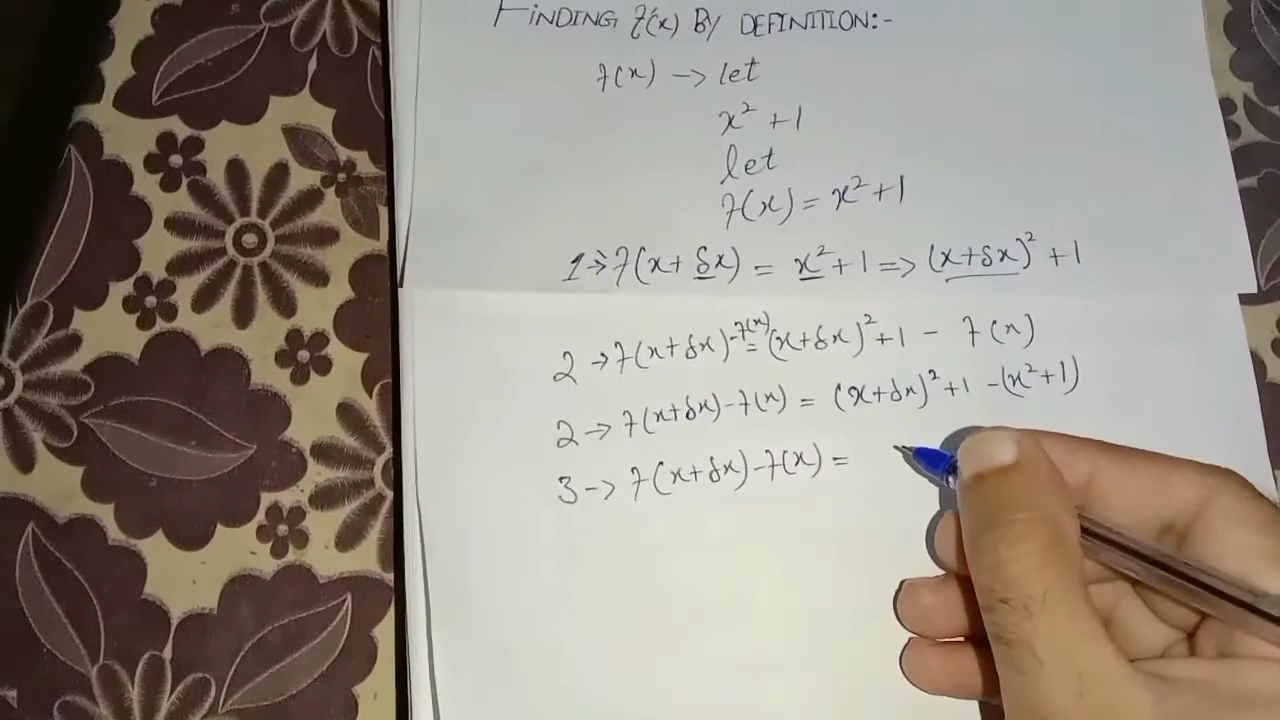 FINDING f'(x) BY DEFINITION:-
f(x) -> let
x² + 1
let
f(x) = x² + 1
1-> f(x + δx) = x² + 1 => (x + δx)² + 1
2 -> f(x + δx) - f(x) = (x + δx)² + 1 - f(x)
2 -> f(x + δx) - f(x) = (x + δx)² + 1 - (x² + 1)
3 -> f(x + δx) - f(x) =